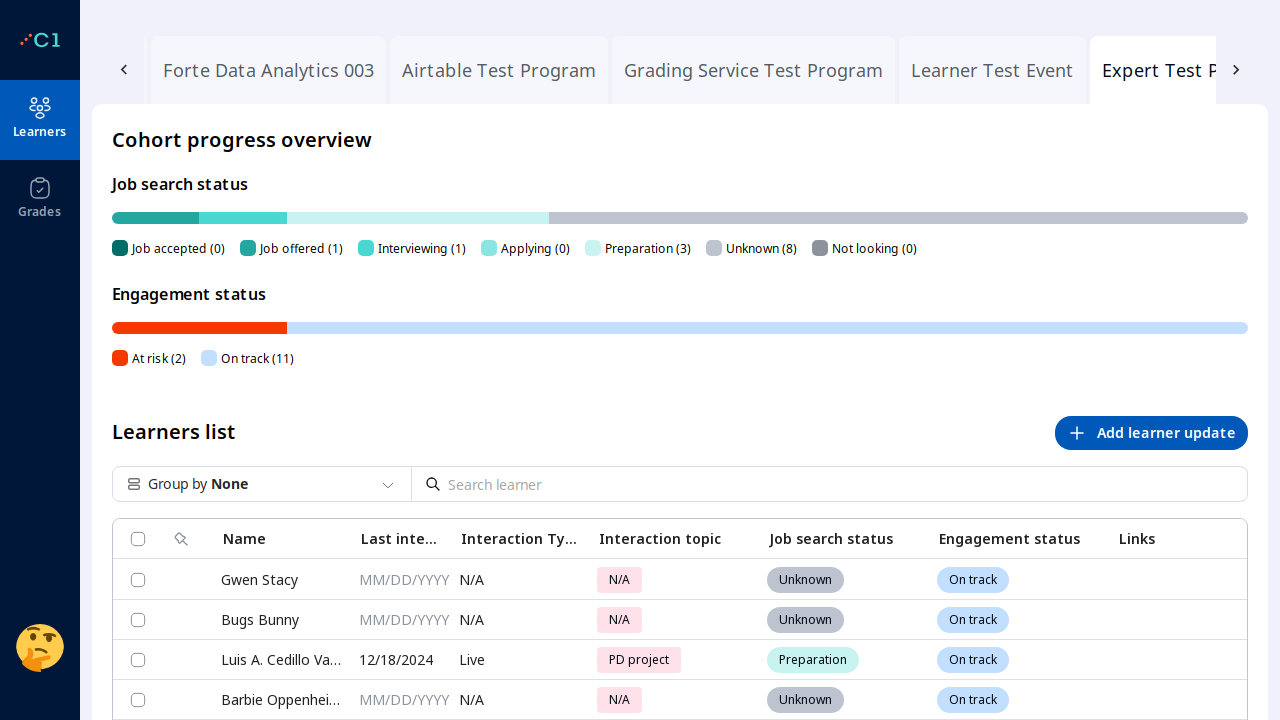 C1
Learners
Grades
Forte Data Analytics 003
Airtable Test Program
Grading Service Test Program
Learner Test Event
Expert Test P
Cohort progress overview
Job search status
Job accepted (0)
Job offered (1)
Interviewing (1)
Applying (0)
Preparation (3)
Unknown (8)
Not looking (0)
Engagement status
At risk (2)
On track (11)
Learners list
Add learner update
Group by None
Search learner
Name
Last inte...
Interaction Ty...
Interaction topic
Job search status
Engagement status
Links
Gwen Stacy
MM/DD/YYYY
N/A
N/A
Unknown
On track
Bugs Bunny
MM/DD/YYYY
N/A
N/A
Unknown
On track
Luis A. Cedillo Va...
12/18/2024
Live
PD project
Preparation
On track
Barbie Oppenhei...
MM/DD/YYYY
N/A
N/A
Unknown
On track